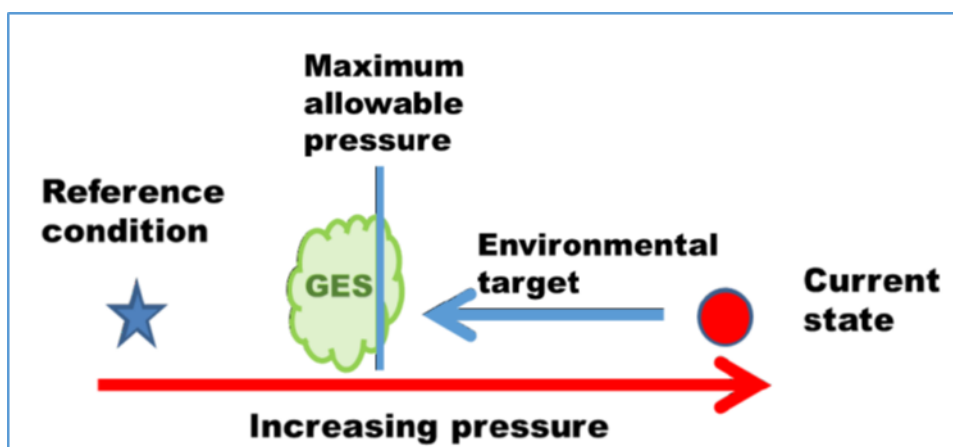 Maximum
allowable
pressure
Reference
condition
GES
Environmental
target
Current
state
Increasing pressure